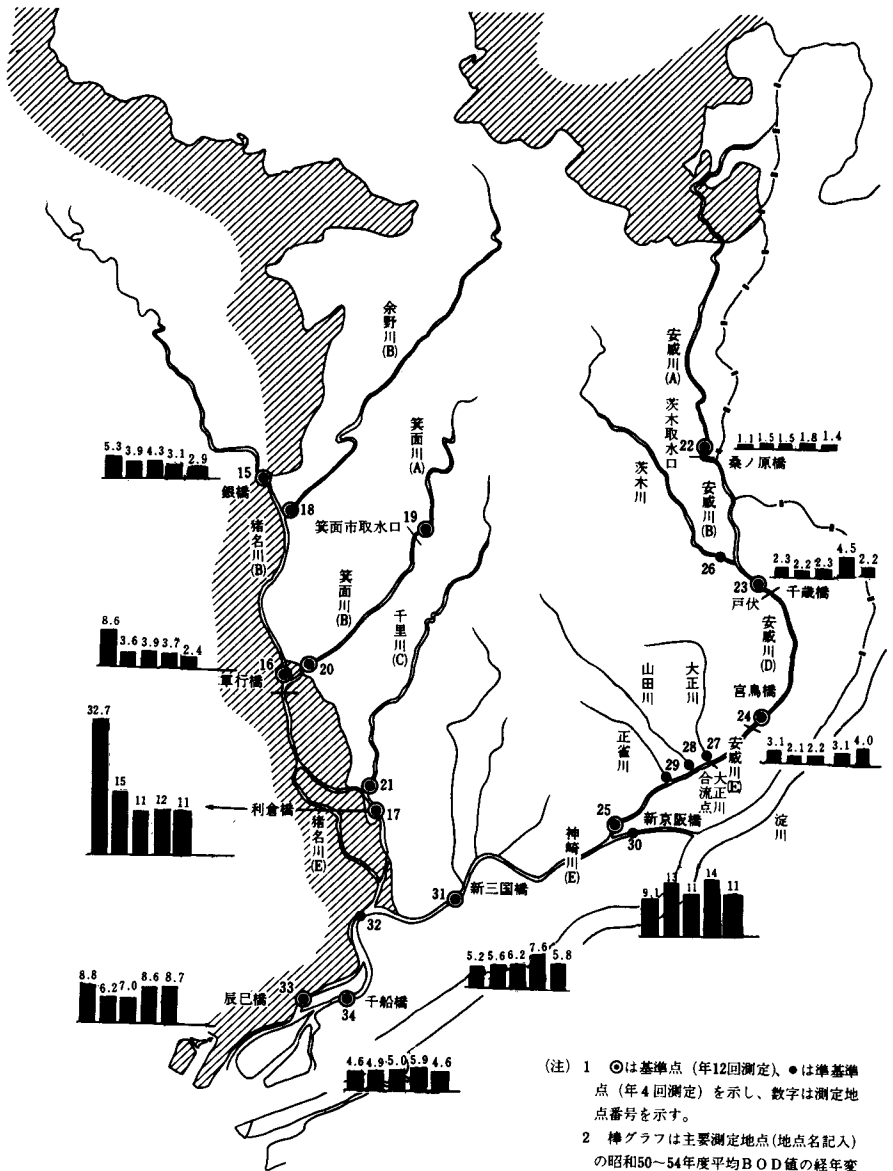 余野川(B)
安威川(A)
茨木取水口
箕面川(A)
5.3 3.9 4.3 3.1 2.9
15
銀橋
18
猪名川(B)
箕面市取水口
19
茨木川
22
桑ノ原橋
1.1 1.5 1.5 1.8 1.4
安威川(B)
26
2.3 2.2 2.3 4.5 2.2
23
戸伏
千歳橋
箕面川(B)
千里川(C)
安威川(D)
8.6 3.6 3.9 3.7 2.4
16
軍行橋
20
山田川
大正川
宮鳥橋
24
正雀川
3.1 2.1 2.2 3.1 4.0
32.7 15 11 12 11
21
利倉橋
17
29
28
27
大正川合流点
安威川(E)
25
新京阪橋
30
淀川
猪名川(E)
神崎川(E)
31
新三国橋
9.1 13 11 14 11
32
5.2 5.6 6.2 7.6 5.8
8.8 6.2 7.0 8.6 8.7
辰巳橋
33
千船橋
34
4.6 4.9 5.0 5.9 4.6
(注) 1 ◎は基準点 (年12回測定)、●は準基準
点 (年4回測定) を示し、数字は測定地
点番号を示す。
2 棒グラフは主要測定地点(地点名記入)
の昭和50~54年度平均BOD値の経年変